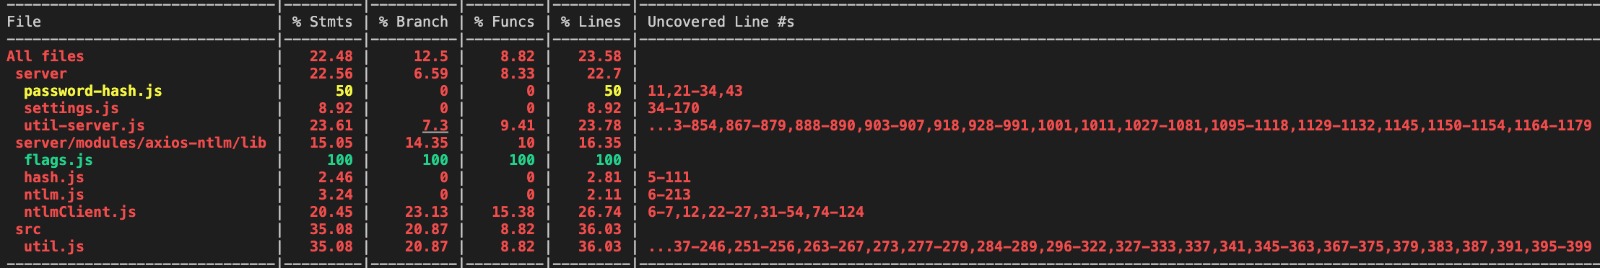 File | % Stmts | % Branch | % Funcs | % Lines | Uncovered Line #s
All files | 22.48 | 12.5 | 8.82 | 23.58 |
server | 22.56 | 6.59 | 8.33 | 22.7 |
password-hash.js | 50 | 0 | 0 | 50 | 11,21-34,43
settings.js | 8.92 | 0 | 0 | 8.92 | 34-170
util-server.js | 23.61 | 7.3 | 9.41 | 23.78 | ...3-854,867-879,888-890,903-907,918,928-991,1001,1011,1027-1081,1095-1118,1129-1132,1145,1150-1154,1164-1179
server/modules/axios-ntlm/lib | 15.05 | 14.35 | 10 | 16.35 |
flags.js | 100 | 100 | 100 | 100 |
hash.js | 2.46 | 0 | 0 | 2.81 | 5-111
ntlm.js | 3.24 | 0 | 0 | 2.11 | 6-213
ntlmClient.js | 20.45 | 23.13 | 15.38 | 26.74 | 6-7,12,22-27,31-54,74-124
src | 35.08 | 20.87 | 8.82 | 36.03 |
util.js | 35.08 | 20.87 | 8.82 | 36.03 | ...37-246,251-256,263-267,273,277-279,284-289,296-322,327-333,337,341,345-363,367-375,379,383,387,391,395-399